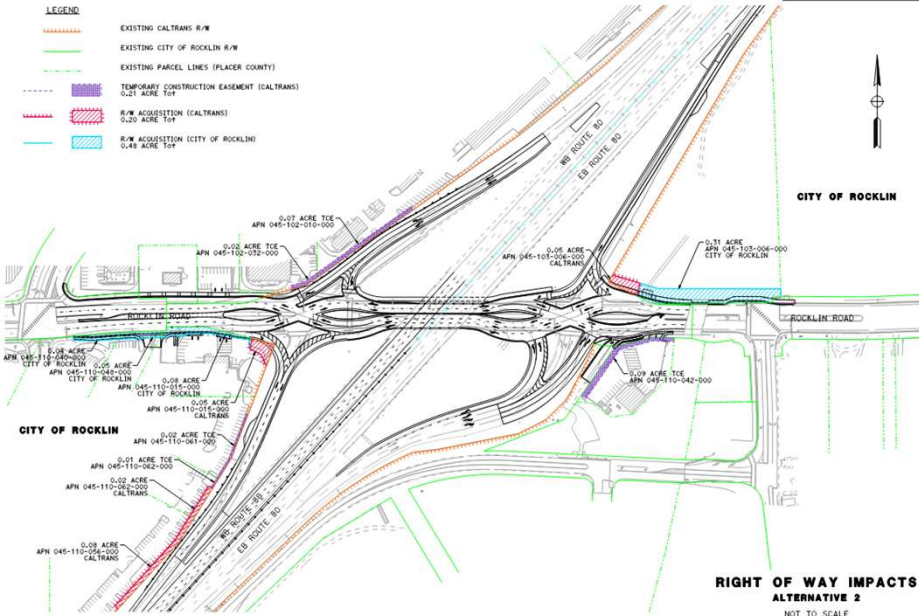 LEGEND
EXISTING CALTRANS R/W
EXISTING CITY OF ROCKLIN R/W
EXISTING PARCEL LINES (PLACER COUNTY)
TEMPORARY CONSTRUCTION EASEMENT (CALTRANS)
0.21 ACRE Tot
R/W ACQUISITION (CALTRANS)
0.20 ACRE Tot
R/W ACQUISITION (CITY OF ROCKLIN)
0.48 ACRE Tot
WB ROUTE 80
EB ROUTE 80
CITY OF ROCKLIN
0.07 ACRE TCE
APN 045-102-010-000
0.02 ACRE TCE
APN 045-102-032-000
0.05 ACRE
APN 045-103-006-000
CALTRANS
0.31 ACRE
APN 045-103-006-000
CITY OF ROCKLIN
ROCKLIN ROAD
ROCKLIN ROAD
0.04 ACRE
APN 045-110-040-000
CITY OF ROCKLIN
0.05 ACRE
APN 045-110-048-000
CITY OF ROCKLIN
0.08 ACRE
APN 045-110-015-000
CITY OF ROCKLIN
0.05 ACRE
APN 045-110-015-000
CALTRANS
0.09 ACRE TCE
APN 045-110-042-000
CITY OF ROCKLIN
0.02 ACRE TCE
APN 045-110-061-000
0.01 ACRE TCE
APN 045-110-062-000
0.02 ACRE
APN 045-110-062-000
CALTRANS
0.08 ACRE
APN 045-110-056-000
CALTRANS
WB ROUTE 80
EB ROUTE 80
RIGHT OF WAY IMPACTS
ALTERNATIVE 2
NOT TO SCALE